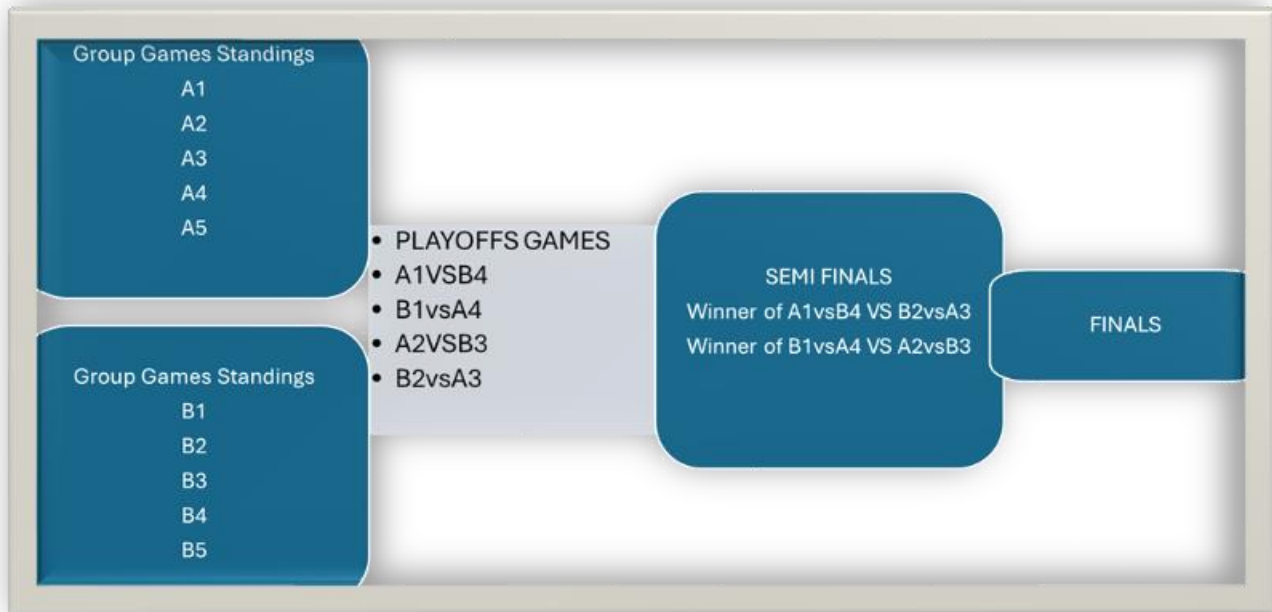 Group Games Standings
A1
A2
A3
A4
A5
Group Games Standings
B1
B2
B3
B4
B5
• PLAYOFFS GAMES
• A1VSB4
• B1vsA4
• A2VSB3
• B2vsA3
SEMI FINALS
Winner of A1vsB4 VS B2vsA3
Winner of B1vsA4 VS A2vsB3
FINALS